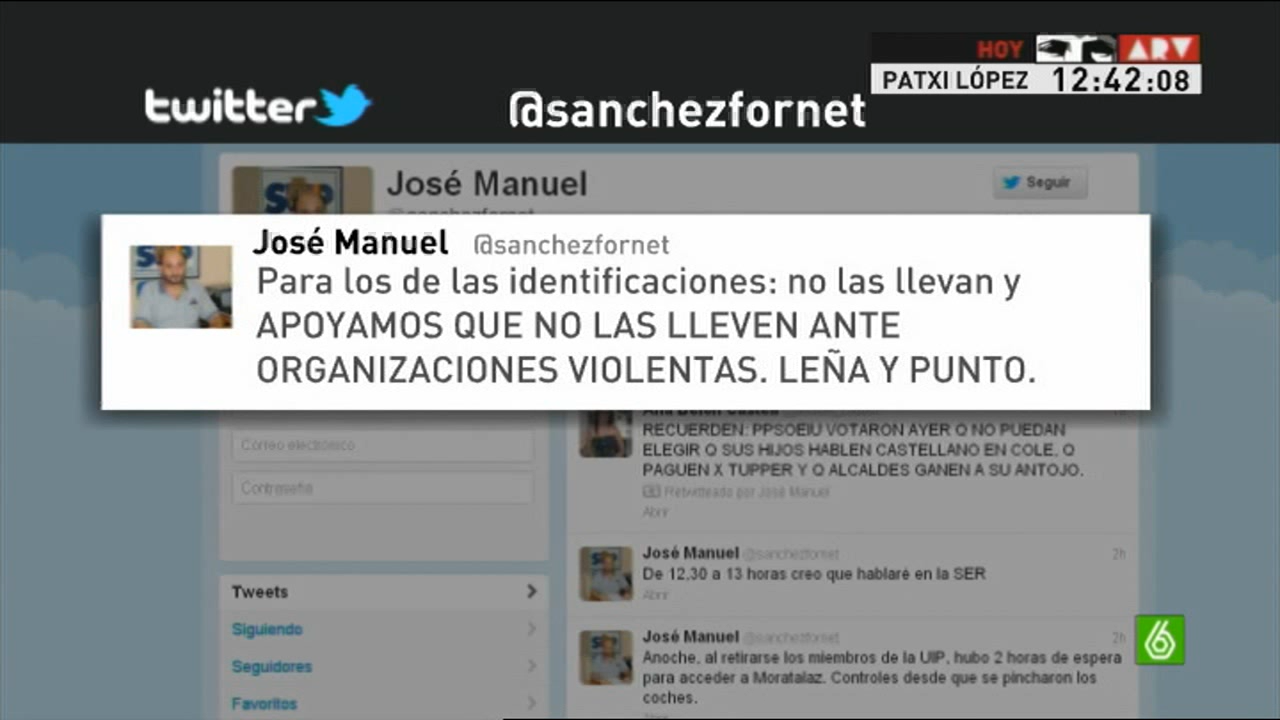 HOY
ARV
PATXI LÓPEZ 12:42:08
twitter
@sanchezfornet
José Manuel
Seguir
José Manuel @sanchezfornet
Para los de las identificaciones: no las llevan y
APOYAMOS QUE NO LAS LLEVEN ANTE
ORGANIZACIONES VIOLENTAS. LEÑA Y PUNTO.
Correo electrónico
Contraseña
Tweets
Siguiendo
Seguidores
Favoritos
RECUERDEN: PPSOEIU VOTARON AYER Q NO PUEDAN
ELEGIR Q SUS HIJOS HABLEN CASTELLANO EN COLE, Q
PAGUEN X TUPPER Y Q ALCALDES GANEN A SU ANTOJO.
Retwitteado por José Manuel
Abrir
José Manuel @sanchezfornet 2h
De 12,30 a 13 horas creo que hablaré en la SER
Abrir
José Manuel @sanchezfornet 2h
Anoche, al retirarse los miembros de la UIP, hubo 2 horas de espera
para acceder a Moratalaz. Controles desde que se pincharon los
coches.
6